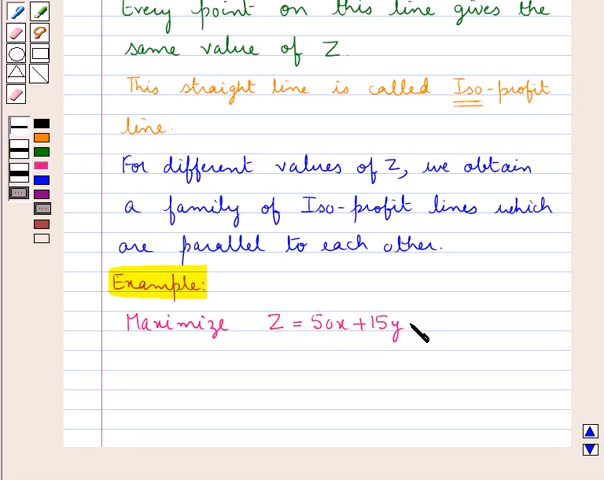 Every point on this line gives the
same value of Z.
This straight line is called Iso-profit
line.
For different values of Z, we obtain
a family of Iso-profit lines which
are parallel to each other.
Example:
Maximize Z = 50x + 15y